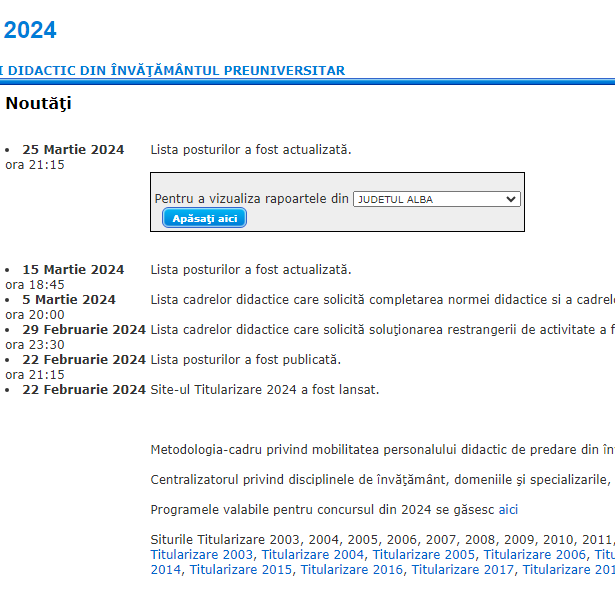 2024
I DIDACTIC DIN ÎNVĂŢĂMÂNTUL PREUNIVERSITAR
Noutăţi
• 25 Martie 2024 Lista posturilor a fost actualizată.
ora 21:15
Pentru a vizualiza rapoartele din JUDETUL ALBA
Apăsaţi aici
• 15 Martie 2024 Lista posturilor a fost actualizată.
ora 18:45
• 5 Martie 2024 Lista cadrelor didactice care solicită completarea normei didactice si a cadrel
ora 20:00
• 29 Februarie 2024 Lista cadrelor didactice care solicită soluţionarea restrangerii de activitate a f
ora 23:30
• 22 Februarie 2024 Lista posturilor a fost publicată.
ora 21:15
• 22 Februarie 2024 Site-ul Titularizare 2024 a fost lansat.
Metodologia-cadru privind mobilitatea personalului didactic de predare din în
Centralizatorul privind disciplinele de învăţământ, domeniile şi specializarile,
Programele valabile pentru concursul din 2024 se găsesc aici
Siturile Titularizare 2003, 2004, 2005, 2006, 2007, 2008, 2009, 2010, 2011,
Titularizare 2003, Titularizare 2004, Titularizare 2005, Titularizare 2006, Titu
2014, Titularizare 2015, Titularizare 2016, Titularizare 2017, Titularizare 201